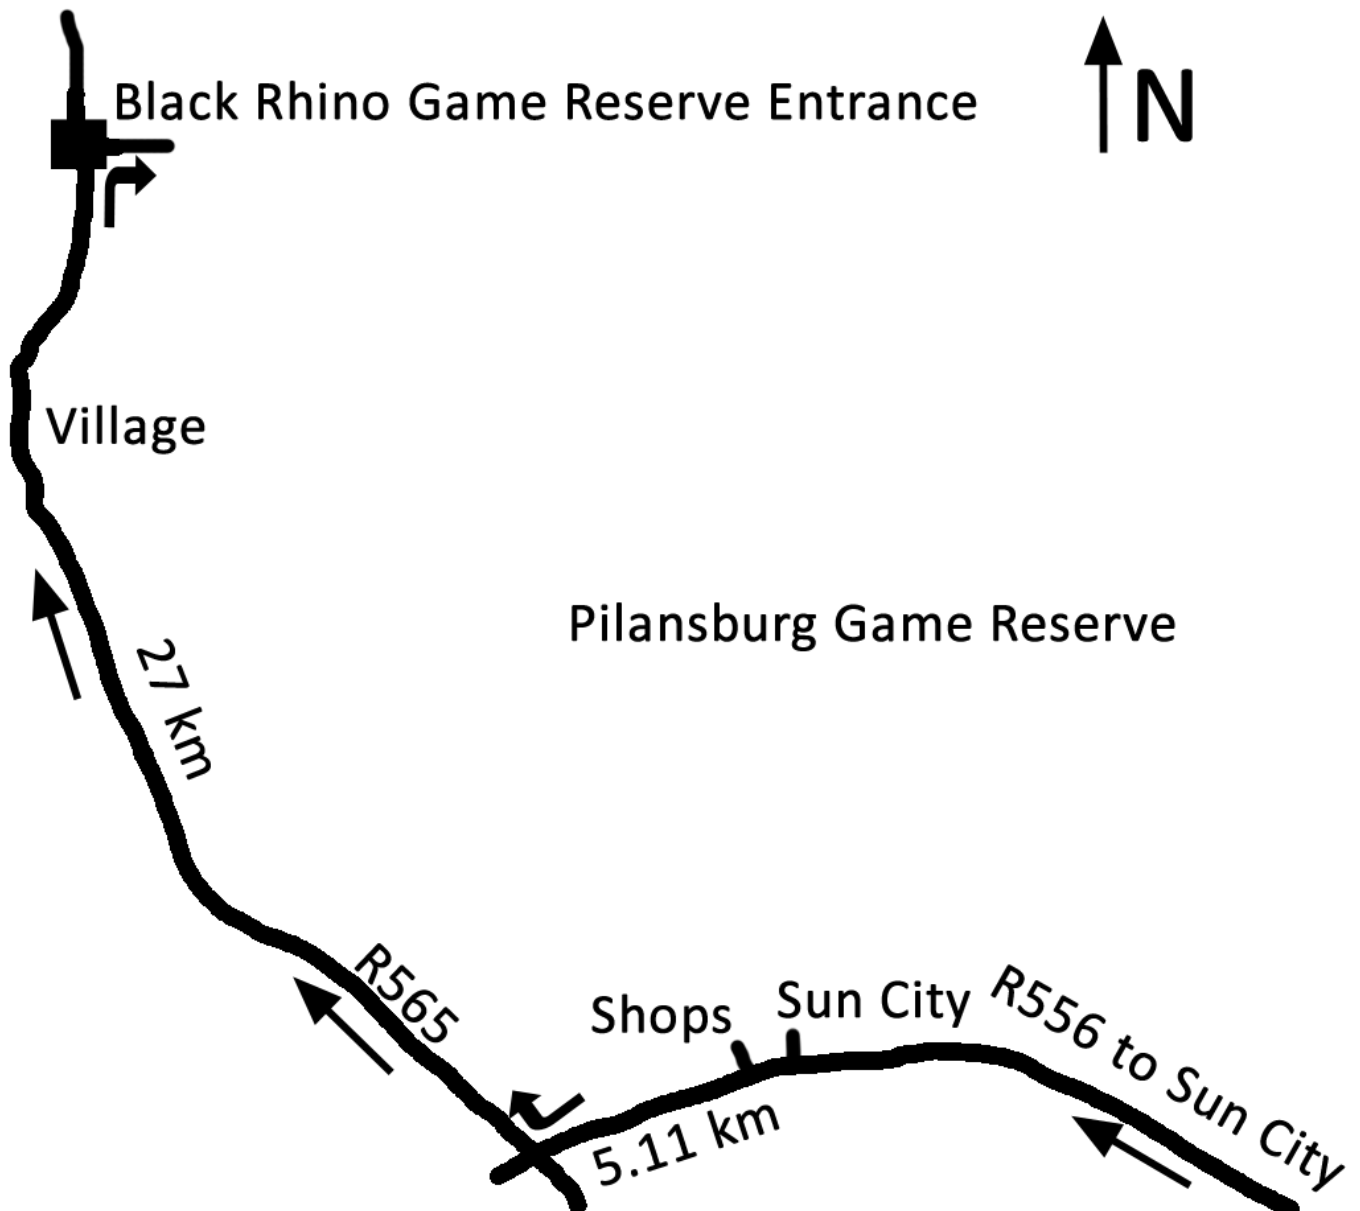 Black Rhino Game Reserve Entrance
N
Village
Pilansburg Game Reserve
27 km
R565
Shops
Sun City
R556 to Sun City
5.11 km